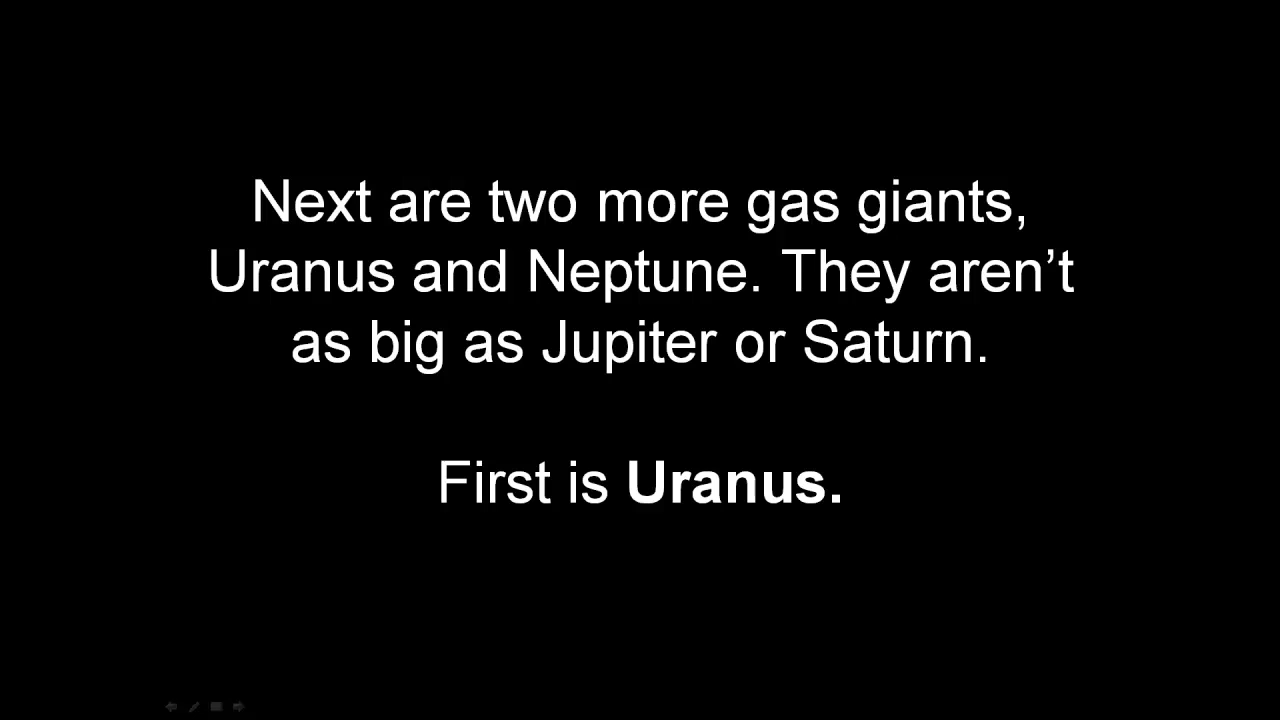 Next are two more gas giants,
Uranus and Neptune. They aren’t
as big as Jupiter or Saturn.
First is Uranus.